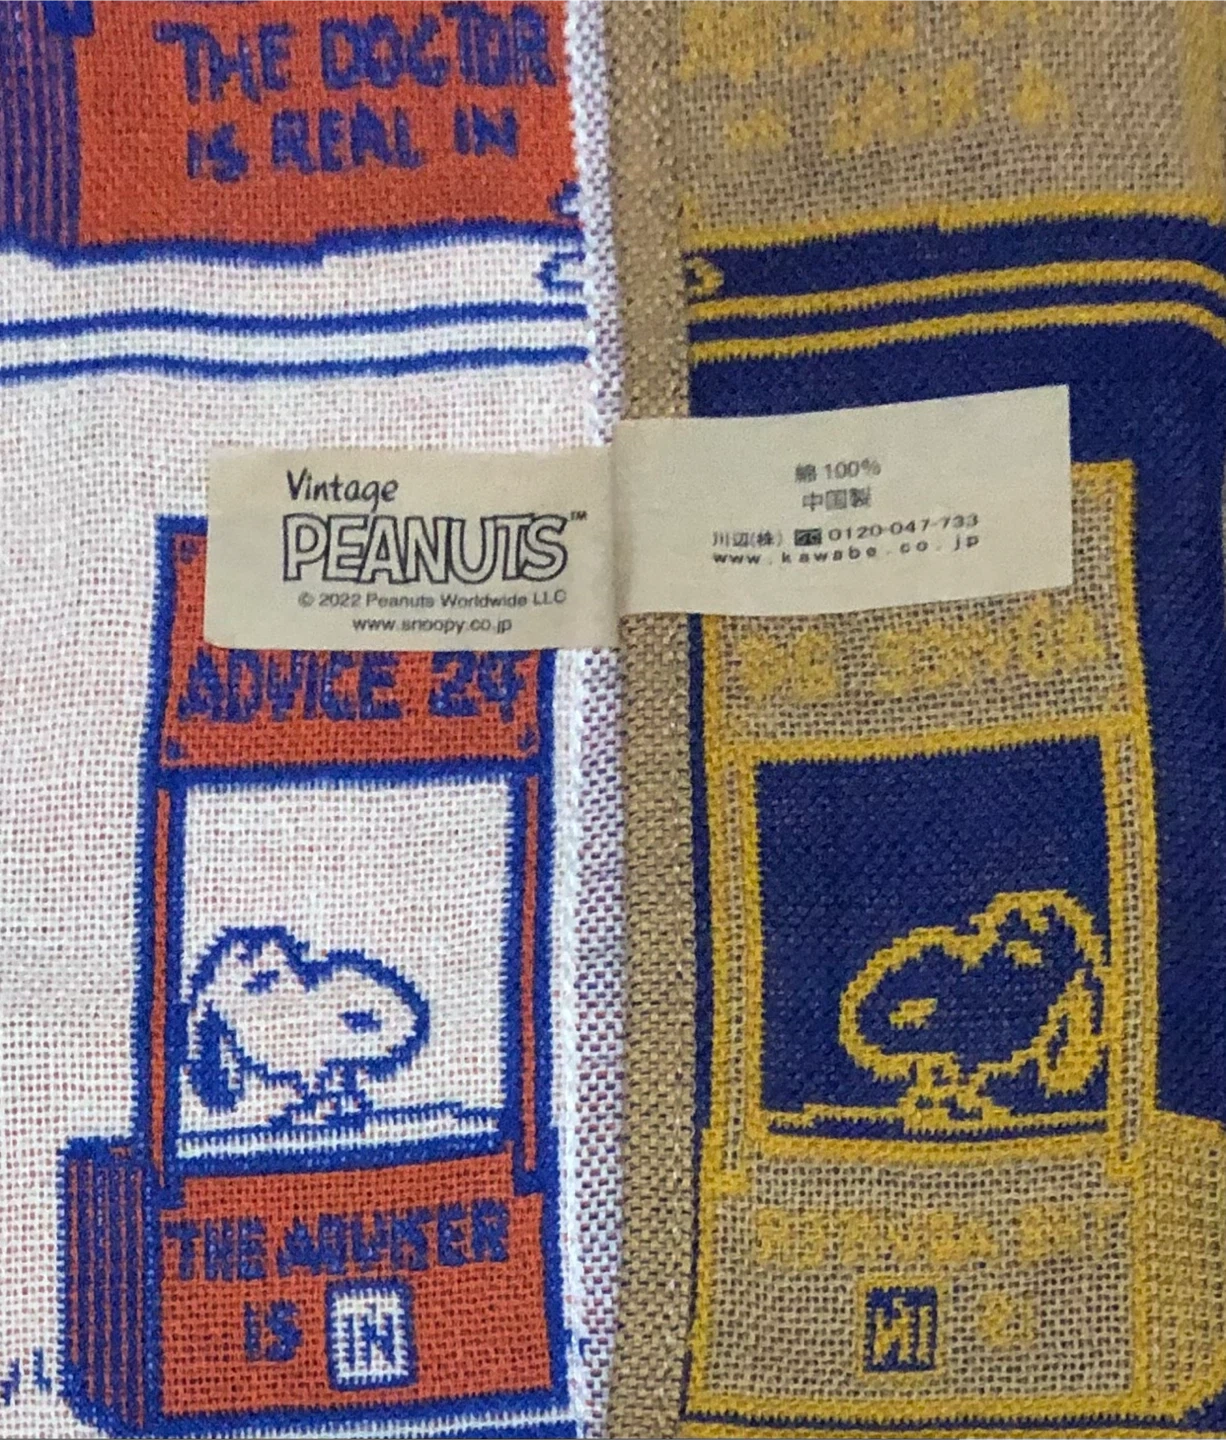 THE DOCTOR
IS REAL IN
Vintage
PEANUTS™
© 2022 Peanuts Worldwide LLC
www.snoopy.co.jp
綿 100%
中国製
川辺(株) 0120-047-733
www.kawabe.co.jp
ADVICE 2¢
THE ADVISER
IS IN